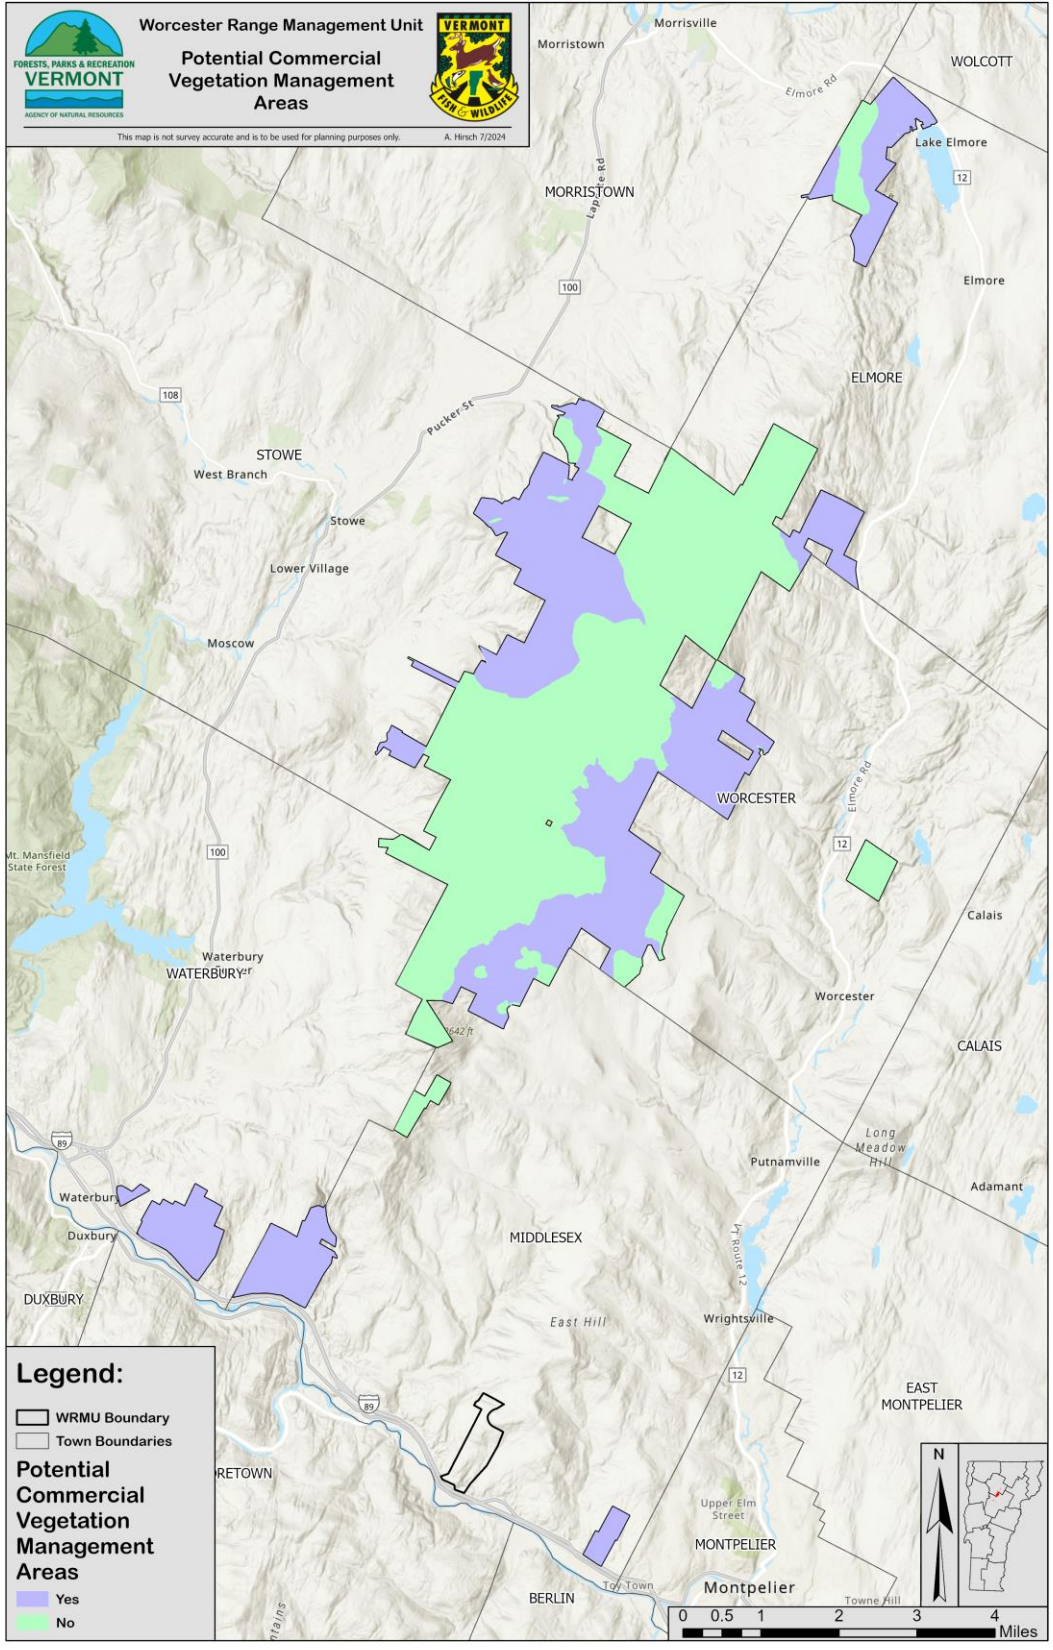 FORESTS, PARKS & RECREATION
VERMONT
AGENCY OF NATURAL RESOURCES
Worcester Range Management Unit
Potential Commercial
Vegetation Management
Areas
VERMONT
FISH & WILDLIFE
This map is not survey accurate and is to be used for planning purposes only.
A. Hirsch 7/2024
Morrisville
Morristown
WOLCOTT
Elmore Rd
Lake Elmore
12
MORRISTOWN
Laporte Rd
Elmore
100
ELMORE
108
Pucker St
STOWE
West Branch
Stowe
Lower Village
Moscow
Elmore Rd
WORCESTER
12
100
Mt. Mansfield
State Forest
Calais
Waterbury
WATERBURY
Worcester
2642 ft
CALAIS
89
Long
Meadow
Hill
Putnamville
Adamant
Waterbury
Duxbury
VT Route 12
MIDDLESEX
DUXBURY
East Hill
Wrightsville
12
89
EAST
MONTPELIER
RETOWN
Upper Elm
Street
MONTPELIER
Toy Town
Montpelier
BERLIN
Towne Hill
ntains
Legend:
WRMU Boundary
Town Boundaries
Potential
Commercial
Vegetation
Management
Areas
Yes
No
N
0 0.5 1 2 3 4
Miles